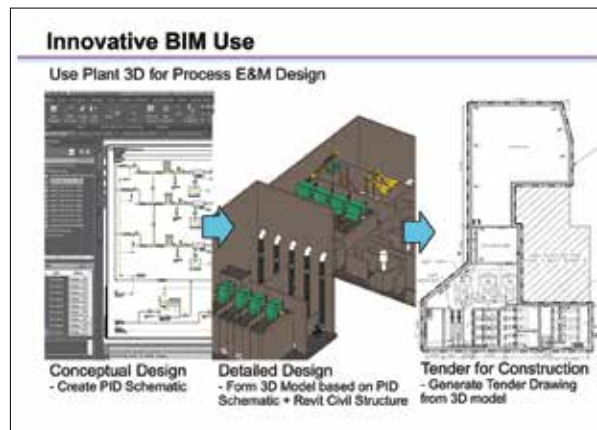 Innovative BIM Use
Use Plant 3D for Process E&M Design
Conceptual Design
- Create PID Schematic
Detailed Design
- Form 3D Model based on PID
Schematic + Revit Civil Structure
Tender for Construction
- Generate Tender Drawing
from 3D model